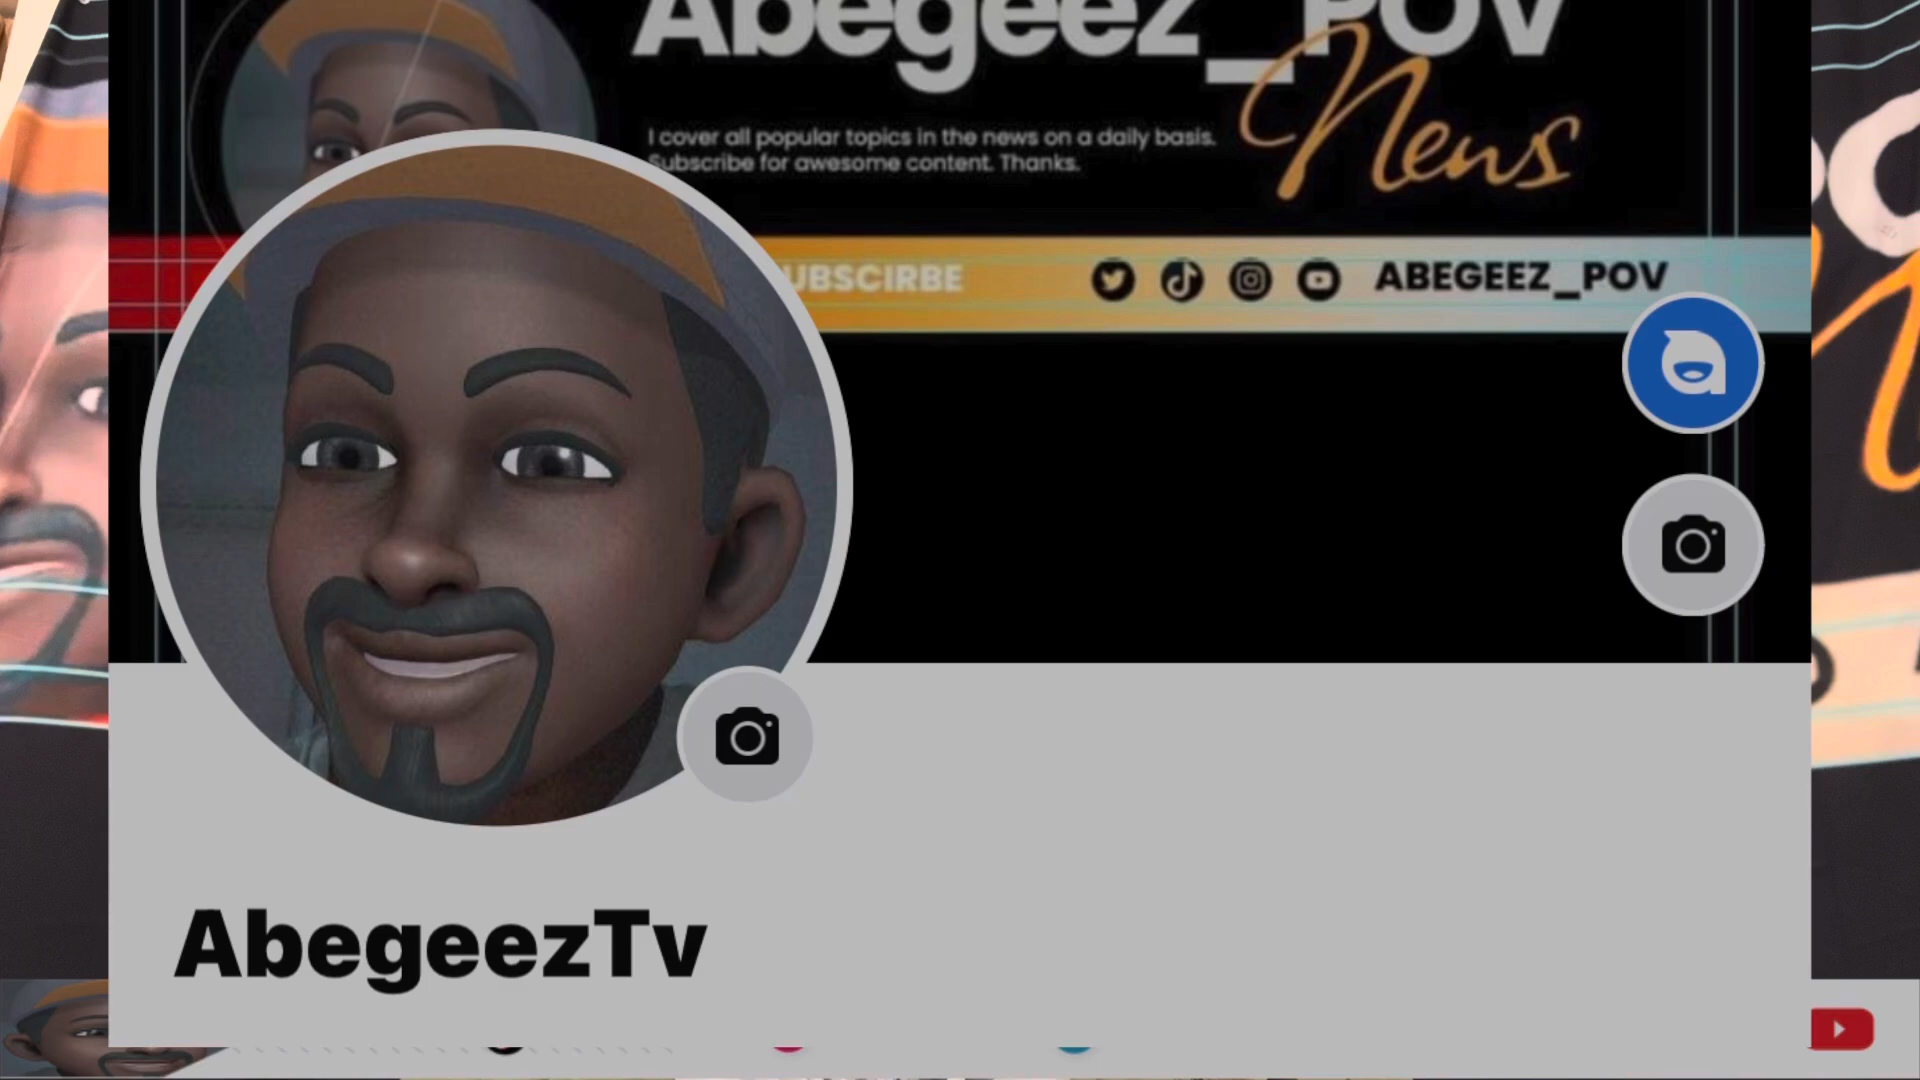 Abegeez_POV
News
I cover all popular topics in the news on a daily basis.
Subscribe for awesome content. Thanks.
UBSCIRBE
ABEGEEZ_POV
AbegeezTv